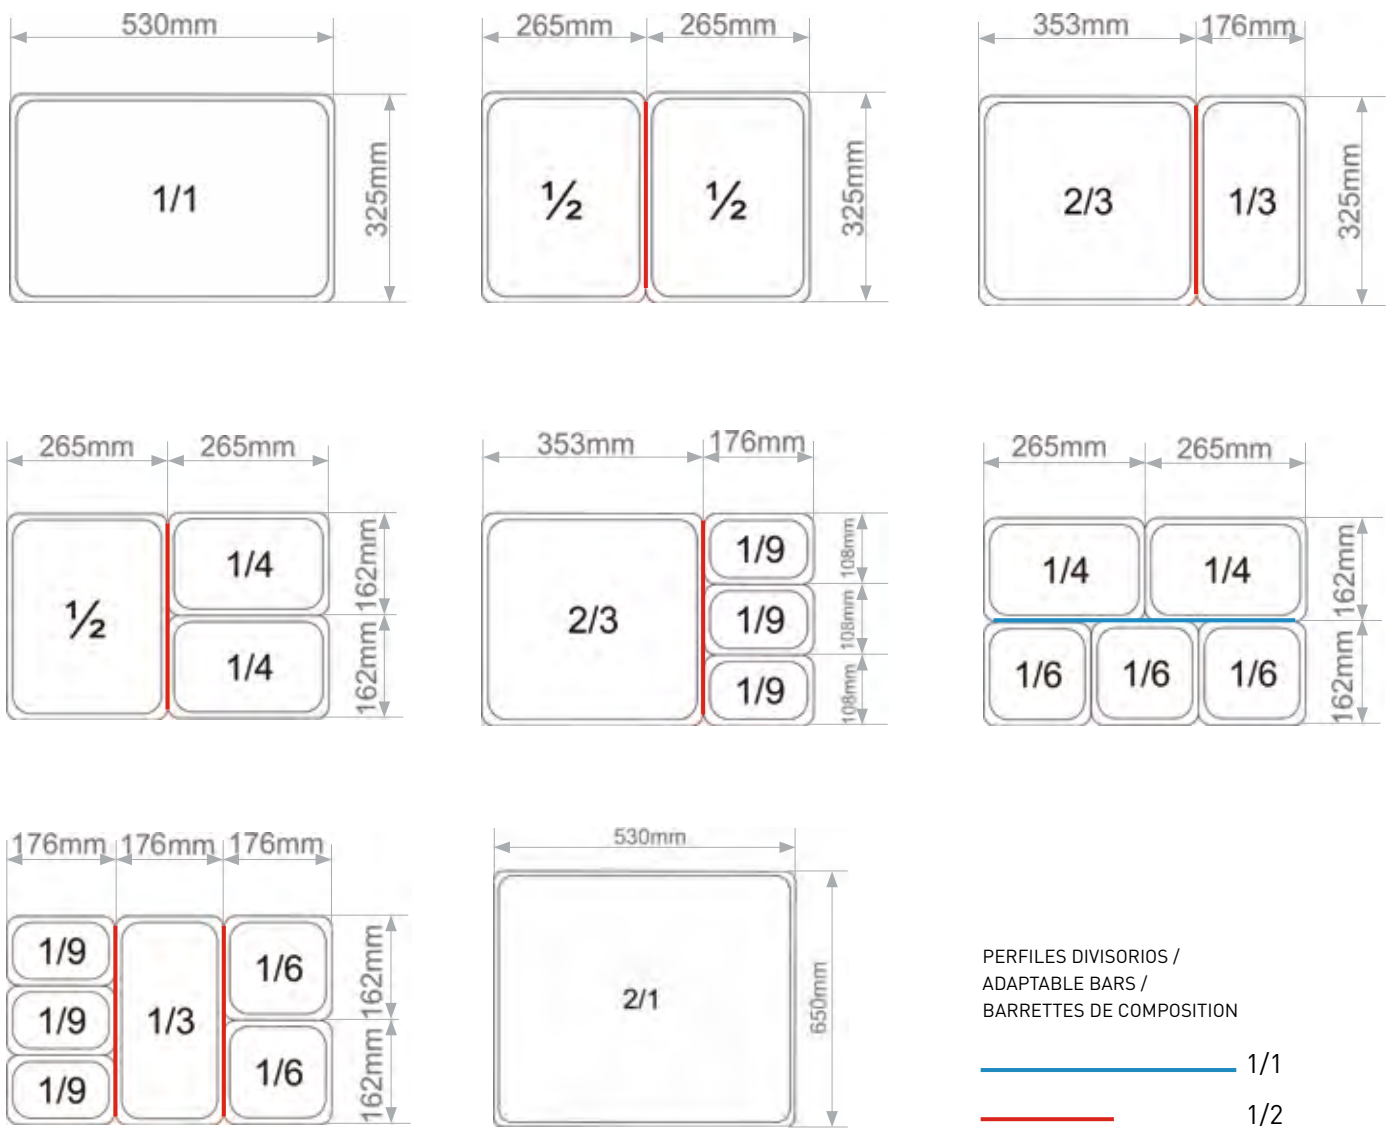 530mm
325mm
1/1
265mm 265mm
325mm
½ ½
353mm 176mm
325mm
2/3 1/3
265mm 265mm
½
1/4
1/4
162mm
162mm
353mm 176mm
2/3
1/9
1/9
1/9
108mm
108mm
108mm
265mm 265mm
1/4 1/4
162mm
1/6 1/6 1/6
162mm
176mm 176mm 176mm
1/9
1/9
1/9
1/3
1/6
1/6
162mm
162mm
530mm
2/1
650mm
PERFILES DIVISORIOS /
ADAPTABLE BARS /
BARRETTES DE COMPOSITION
1/1
1/2